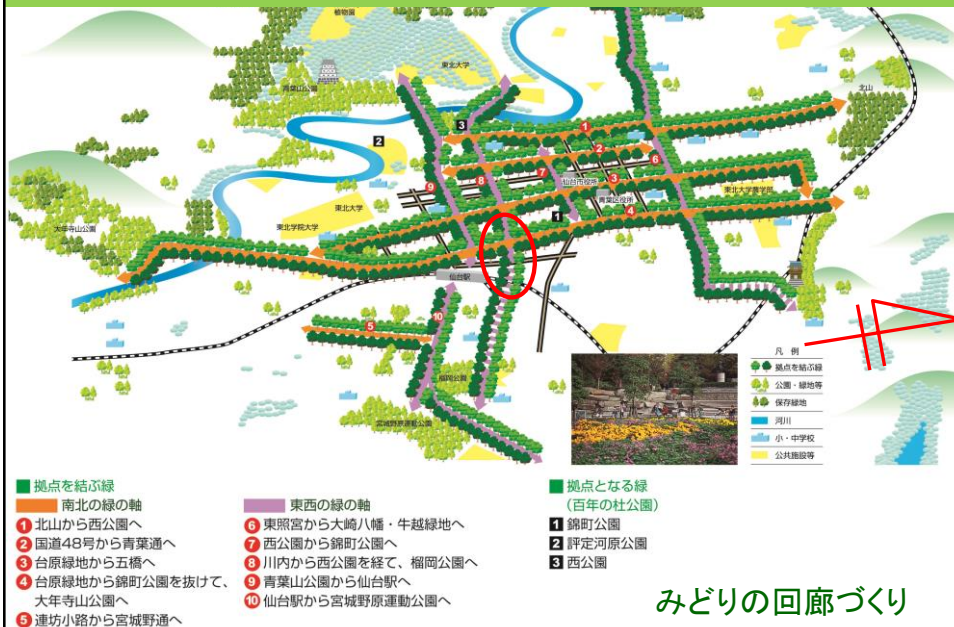 植物園
東北大学
青葉山公園
北山
3
1
2
2
6
7
仙台市役所
3
9
8
東北大学農学部
青葉区役所
1
4
東北大学
東北学院大学
大年寺山公園
仙台駅
10
5
榴岡公園
宮城野原運動公園
凡 例
拠点を結ぶ緑
公園・緑地等
保存緑地
河川
小・中学校
公共施設等
拠点を結ぶ緑
南北の緑の軸
1 北山から西公園へ
2 国道48号から青葉通へ
3 台原緑地から五橋へ
4 台原緑地から錦町公園を抜けて、
大年寺山公園へ
5 連坊小路から宮城野通へ
東西の緑の軸
6 東照宮から大崎八幡・牛越緑地へ
7 西公園から錦町公園へ
8 川内から西公園を経て、榴岡公園へ
9 青葉山公園から仙台駅へ
10 仙台駅から宮城野原運動公園へ
拠点となる緑
(百年の杜公園)
1 錦町公園
2 評定河原公園
3 西公園
みどりの回廊づくり